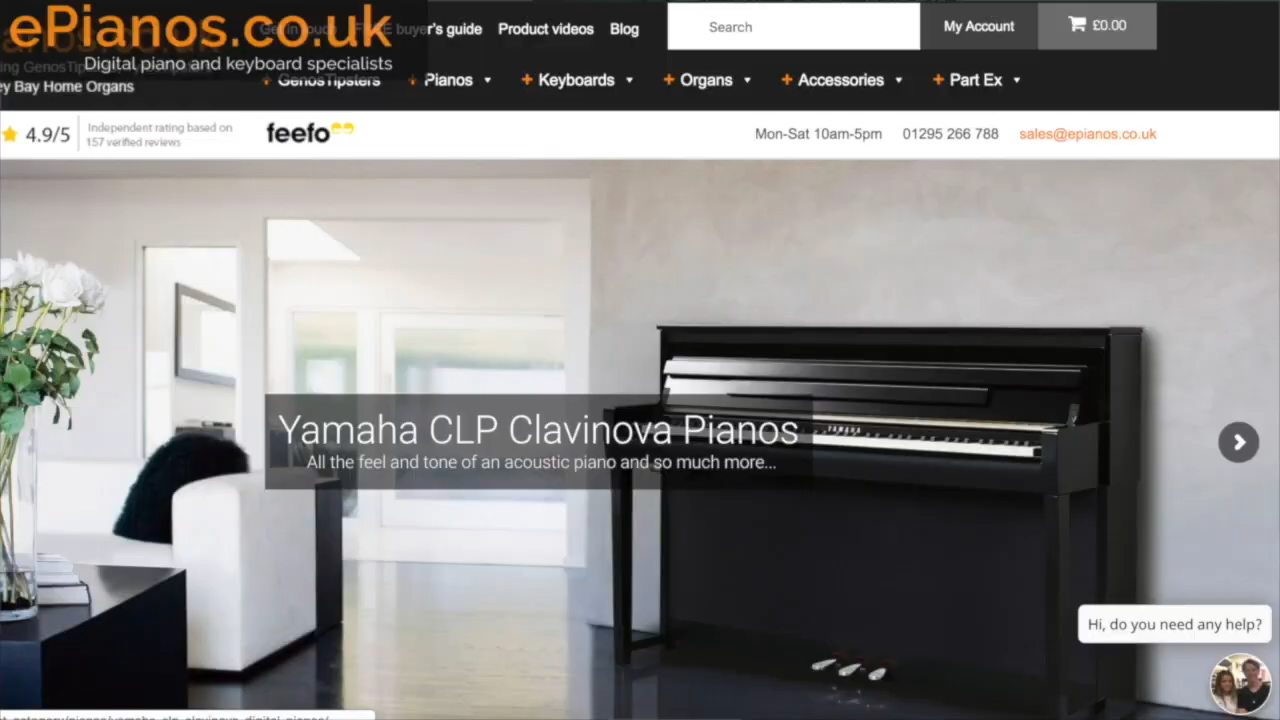 ePianos.co.uk
Digital piano and keyboard specialists
buyer's guide Product videos Blog
Search
My Account
£0.00
GenosTipsters
Pianos
Keyboards
Organs
Accessories
Part Ex
ey Bay Home Organs
4.9/5
Independent rating based on
157 verified reviews
feefo
Mon-Sat 10am-5pm 01295 266 788 sales@epianos.co.uk
YAMAHA
Yamaha CLP Clavinova Pianos
All the feel and tone of an acoustic piano and so much more...
Hi, do you need any help?